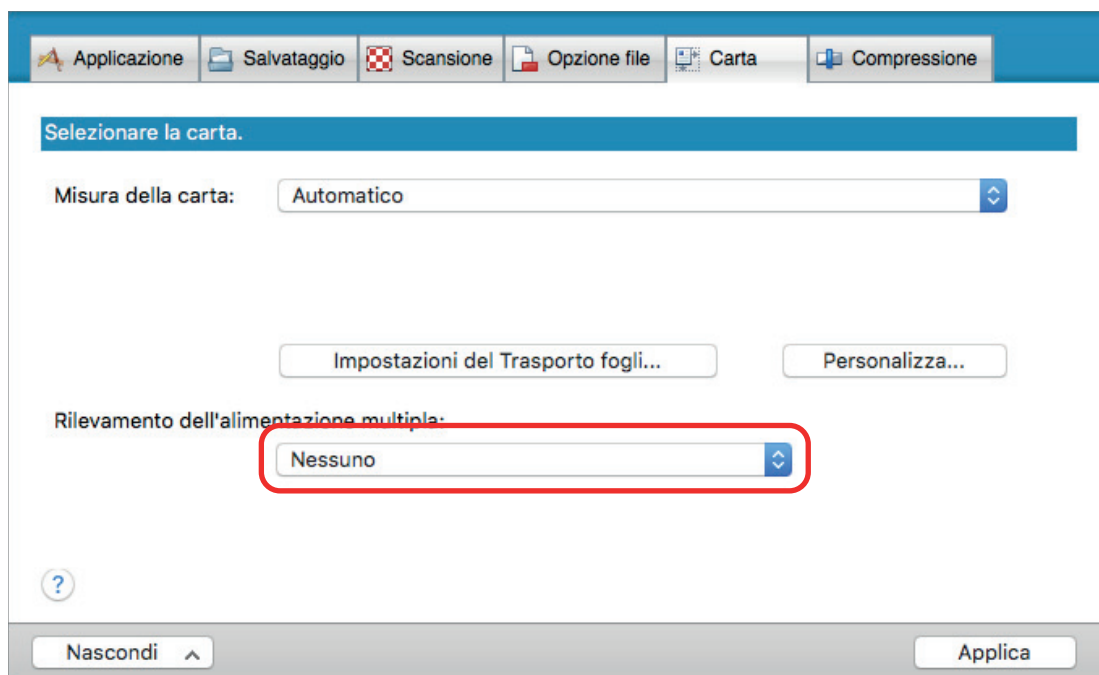 Applicazione Salvataggio Scansione Opzione file Carta Compressione
Selezionare la carta.
Misura della carta: Automatico
Impostazioni del Trasporto fogli... Personalizza...
Rilevamento dell'alimentazione multipla:
Nessuno
?
Nascondi Applica